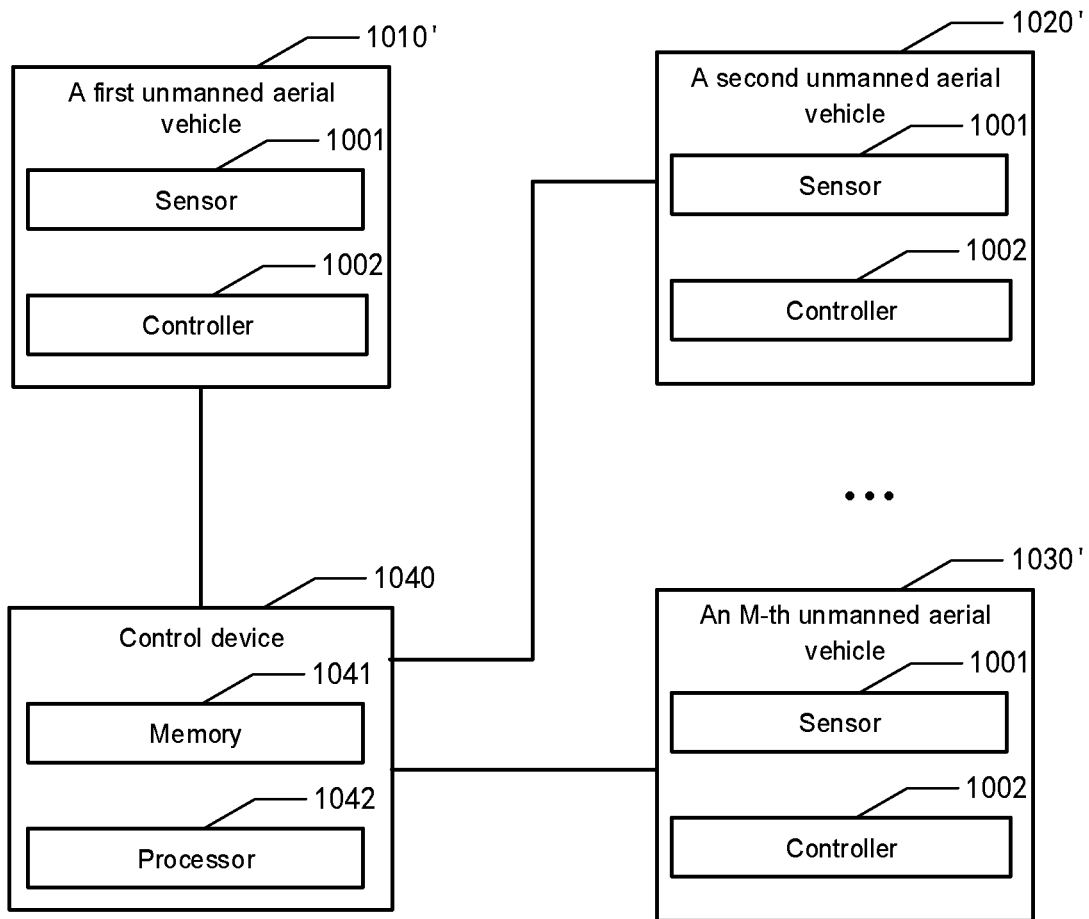 1010'
A first unmanned aerial
vehicle
1001
Sensor
1002
Controller
1020'
A second unmanned aerial
vehicle
1001
Sensor
1002
Controller
1040
Control device
1041
Memory
1042
Processor
1030'
An M-th unmanned aerial
vehicle
1001
Sensor
1002
Controller